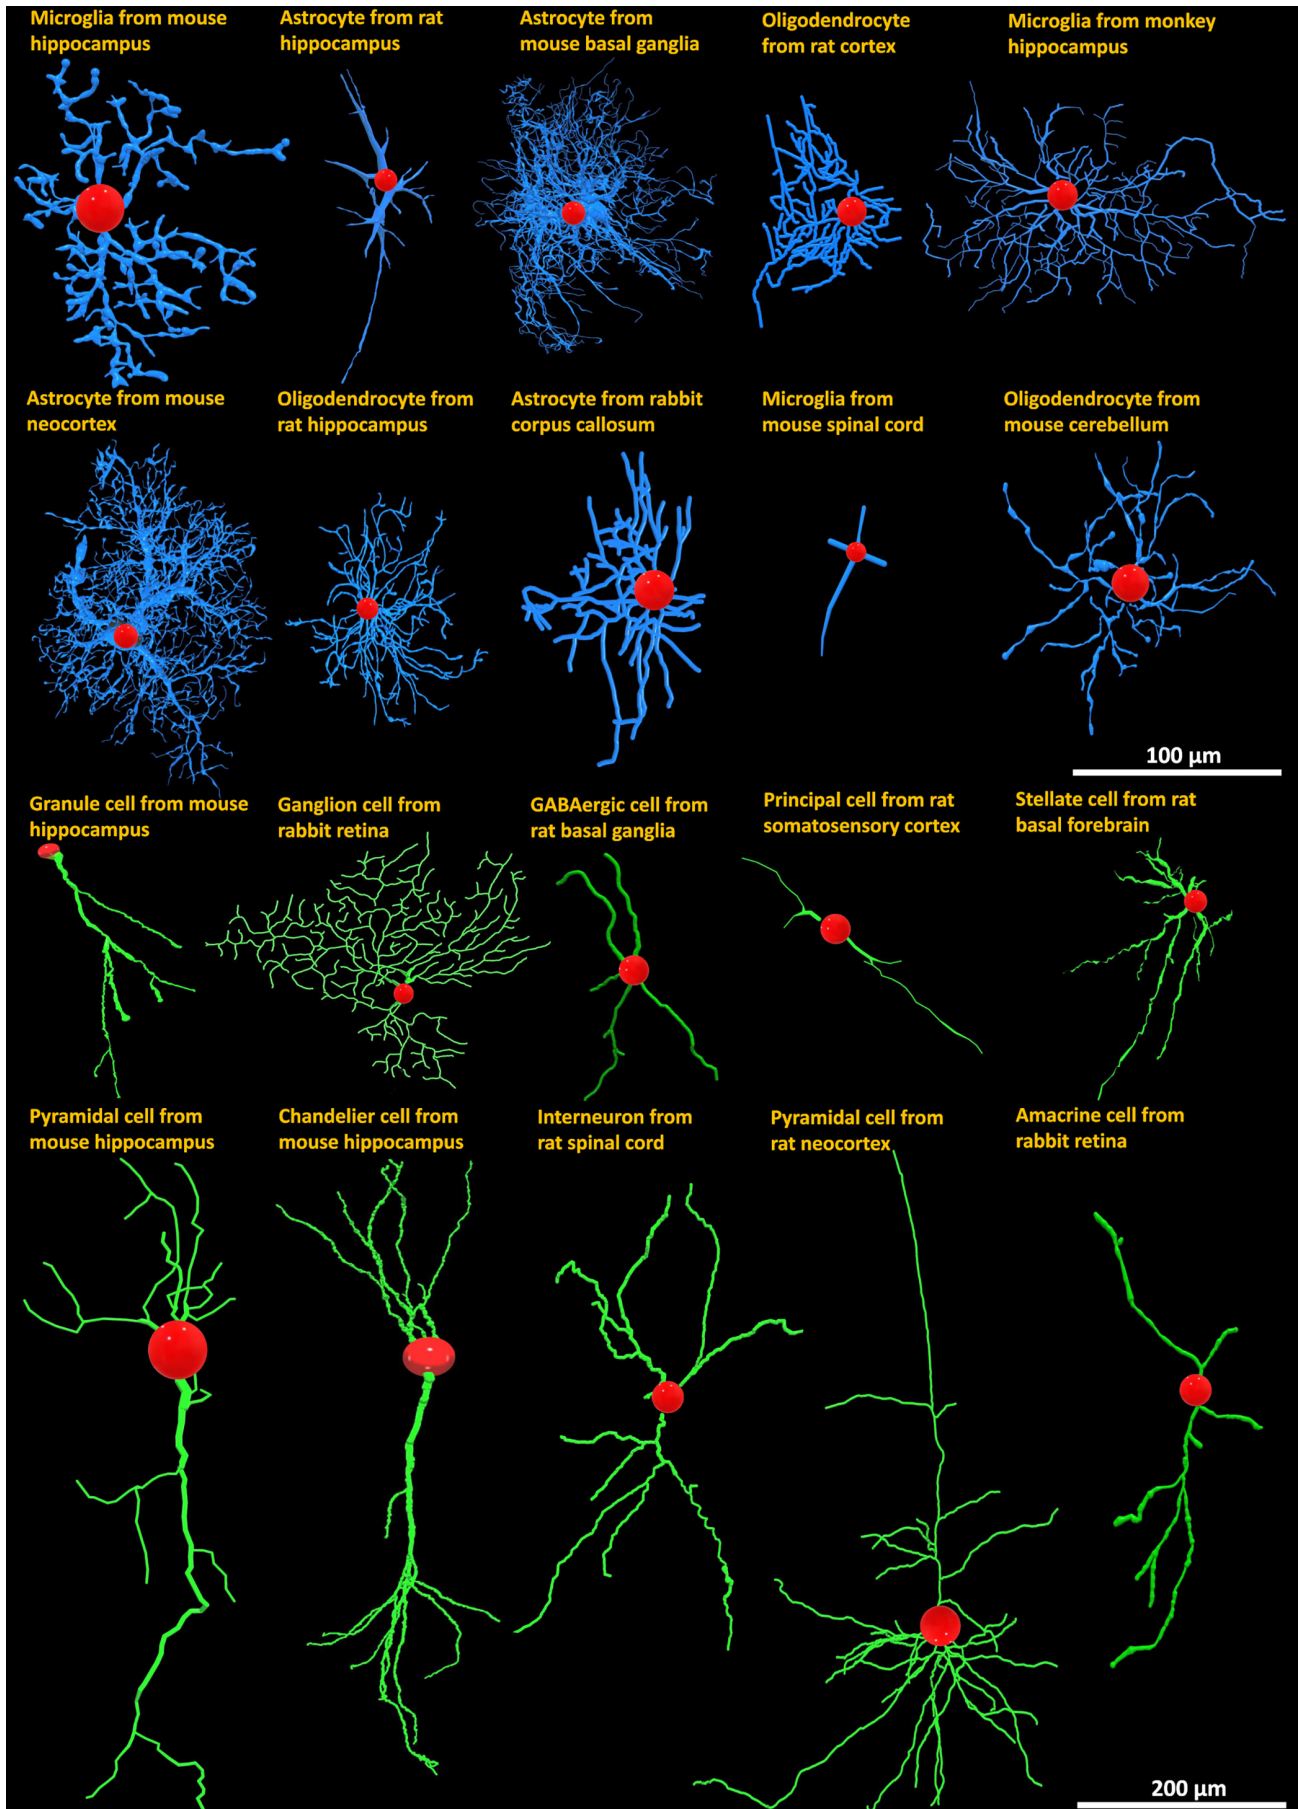 Microglia from mouse
hippocampus
Astrocyte from rat
hippocampus
Astrocyte from
mouse basal ganglia
Oligodendrocyte
from rat cortex
Microglia from monkey
hippocampus
Astrocyte from mouse
neocortex
Oligodendrocyte from
rat hippocampus
Astrocyte from rabbit
corpus callosum
Microglia from
mouse spinal cord
Oligodendrocyte from
mouse cerebellum
100 µm
Granule cell from mouse
hippocampus
Ganglion cell from
rabbit retina
GABAergic cell from
rat basal ganglia
Principal cell from rat
somatosensory cortex
Stellate cell from rat
basal forebrain
Pyramidal cell from
mouse hippocampus
Chandelier cell from
mouse hippocampus
Interneuron from
rat spinal cord
Pyramidal cell from
rat neocortex
Amacrine cell from
rabbit retina
200 µm